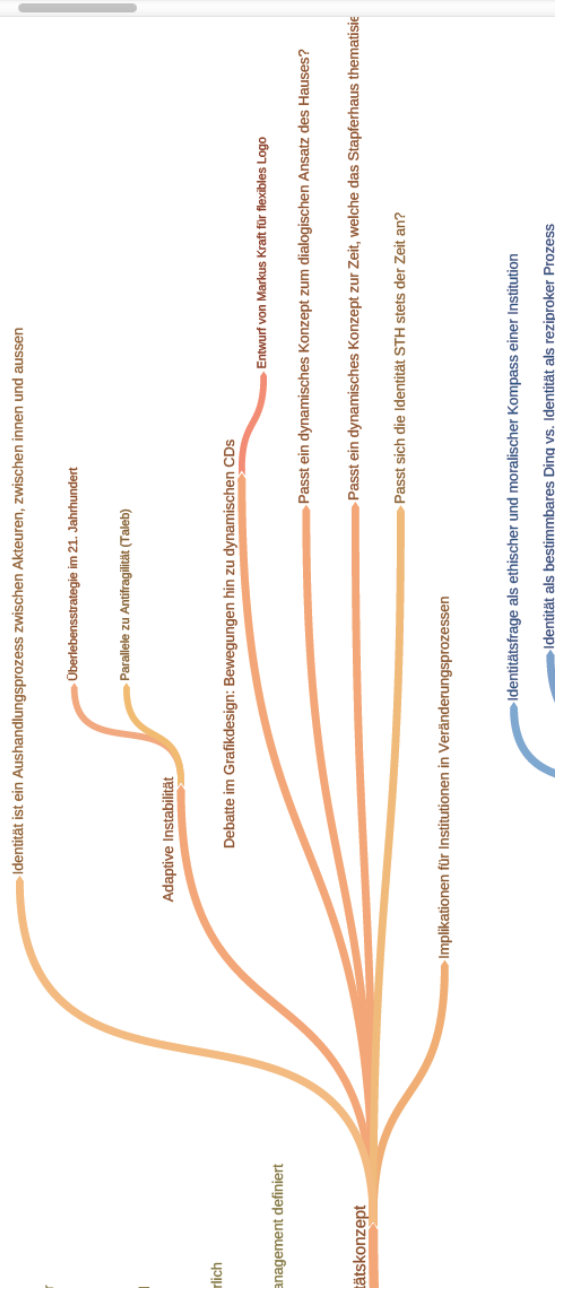 Identität ist ein Aushandlungsprozess zwischen Akteuren, zwischen innen und aussen
Überlebensstrategie im 21. Jahrhundert
Parallele zu Antifragilität (Taleb)
Adaptive Instabilität
Debatte im Grafikdesign: Bewegungen hin zu dynamischen CDs
Entwurf von Markus Kraft für flexibles Logo
Passt ein dynamisches Konzept zum dialogischen Ansatz des Hauses?
Passt ein dynamisches Konzept zur Zeit, welche das Stapferhaus thematisie
Passt sich die Identität STH stets der Zeit an?
Implikationen für Institutionen in Veränderungsprozessen
Identitätsfrage als ethischer und moralischer Kompass einer Institution
Identität als bestimmbares Ding vs. Identität als reziproker Prozess
rlich
anagement definiert
tätskonzept